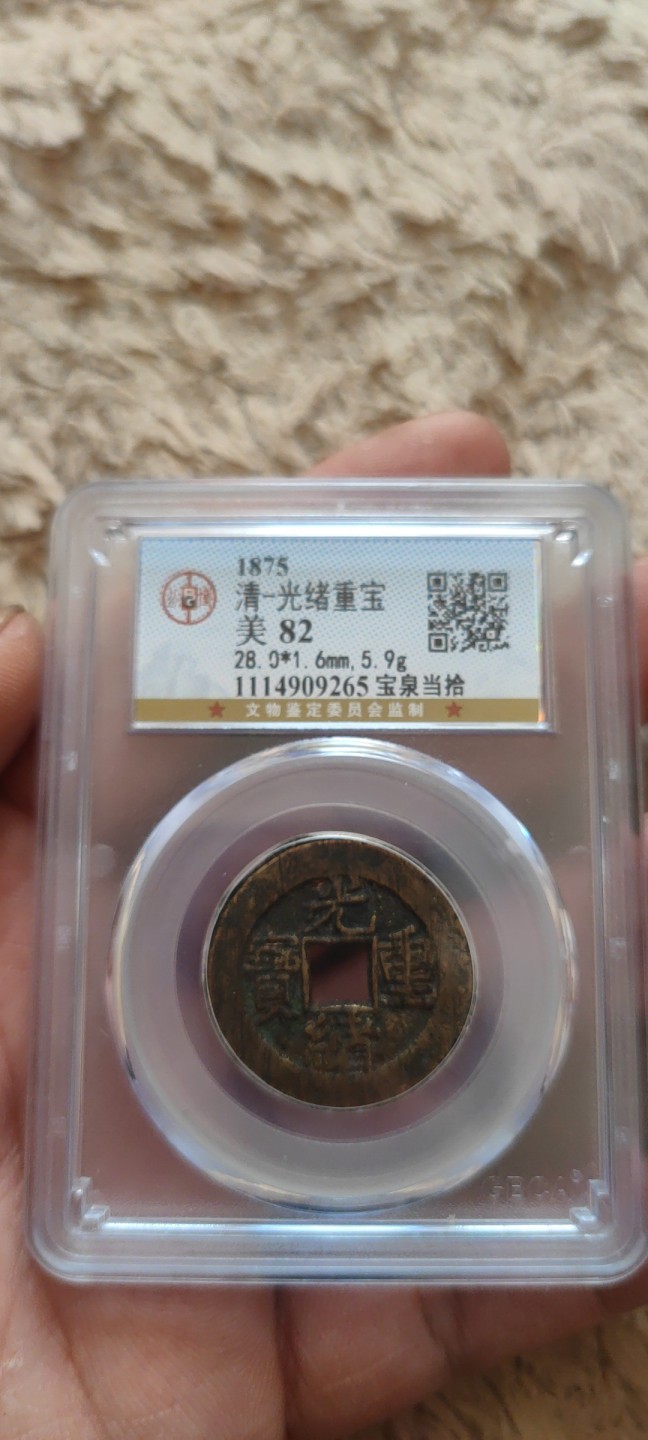 1875
清-光绪重宝
美 82
28.0*1.6mm,5.9g
1114909265 宝泉当拾
★ 文物鉴定委员会监制 ★
光
寶 重
緒
GBCA®